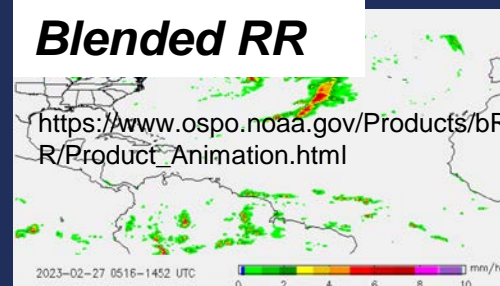 Blended RR
https://www.ospo.noaa.gov/Products/bR
R/Product_Animation.html
2023-02-27 0516-1452 UTC
mm/h
0 2 4 6 8 10